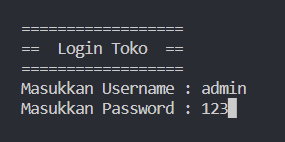 ==================
==  Login Toko  ==
==================
Masukkan Username : admin
Masukkan Password : 123